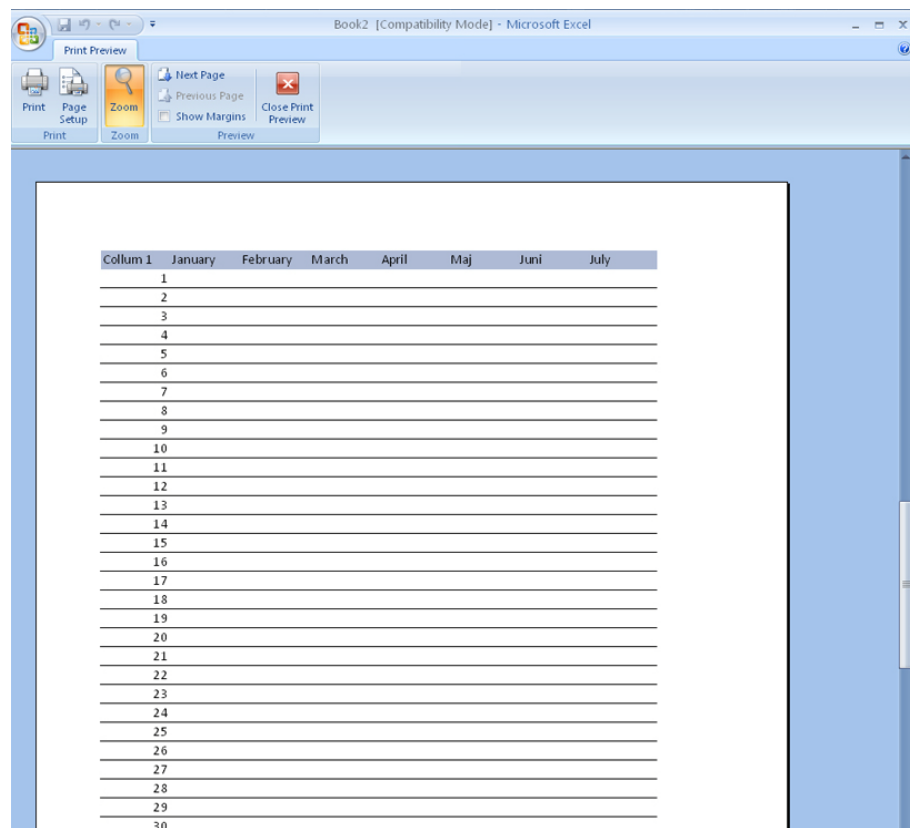 Book2 [Compatibility Mode] - Microsoft Excel
Print Preview
Print
Page Setup
Zoom
Next Page
Previous Page
Show Margins
Close Print Preview
Print
Zoom
Preview
Collum 1 January February March April Maj Juni July
1
2
3
4
5
6
7
8
9
10
11
12
13
14
15
16
17
18
19
20
21
22
23
24
25
26
27
28
29
30